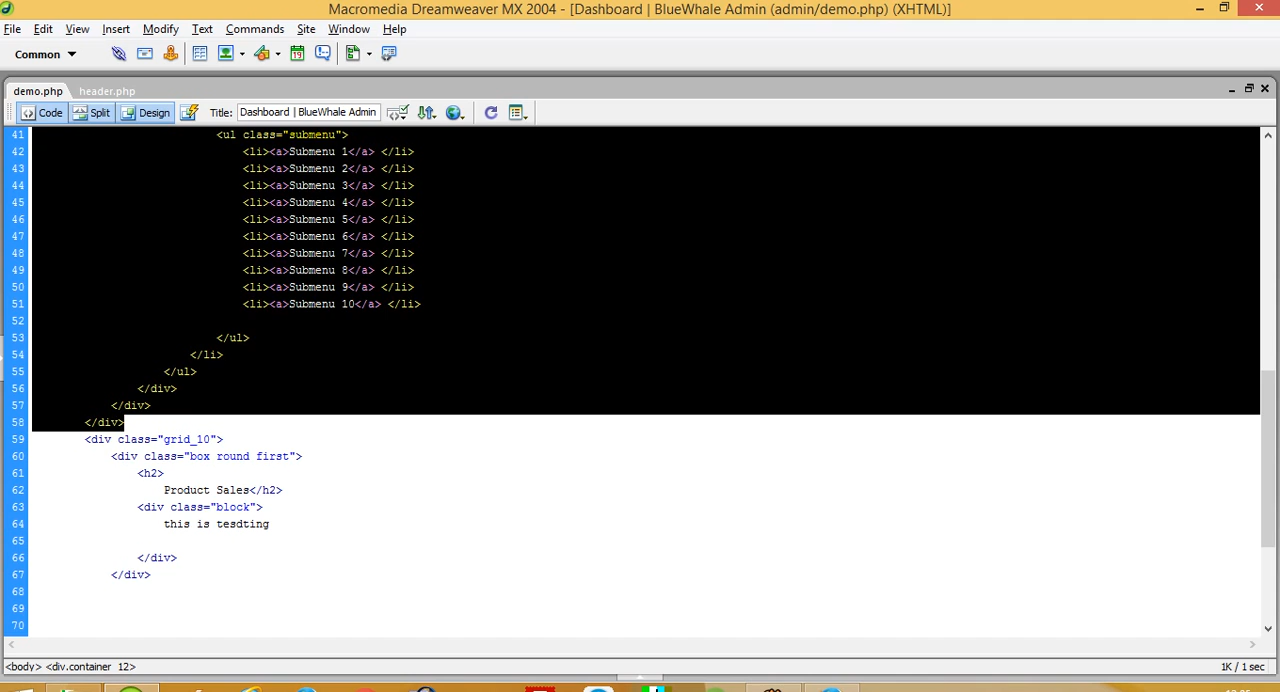 Macromedia Dreamweaver MX 2004 - [Dashboard | BlueWhale Admin (admin/demo.php) (XHTML)]
File Edit View Insert Modify Text Commands Site Window Help
Common
demo.php header.php
Code Split Design Title: Dashboard | BlueWhale Admin
41 <ul class="submenu">
42 <li><a>Submenu 1</a> </li>
43 <li><a>Submenu 2</a> </li>
44 <li><a>Submenu 3</a> </li>
45 <li><a>Submenu 4</a> </li>
46 <li><a>Submenu 5</a> </li>
47 <li><a>Submenu 6</a> </li>
48 <li><a>Submenu 7</a> </li>
49 <li><a>Submenu 8</a> </li>
50 <li><a>Submenu 9</a> </li>
51 <li><a>Submenu 10</a> </li>
52
53 </ul>
54 </li>
55 </ul>
56 </div>
57 </div>
58 </div>
59 <div class="grid_10">
60 <div class="box round first">
61 <h2>
62 Product Sales</h2>
63 <div class="block">
64 this is tesdting
65
66 </div>
67 </div>
68
69
70
<body> <div.container 12> 1K / 1 sec